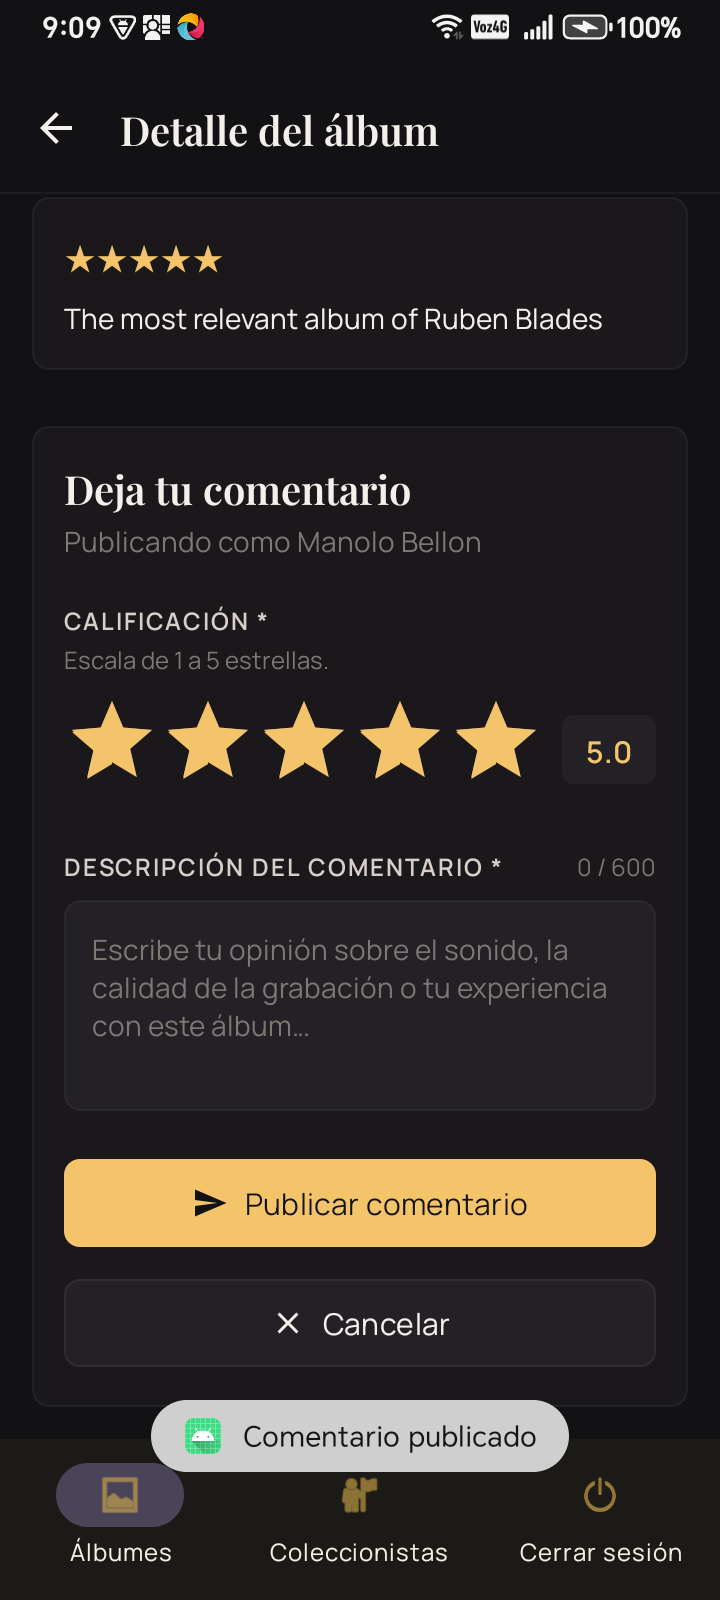 9:09
Voz4G
100%
Detalle del álbum
The most relevant album of Ruben Blades
Deja tu comentario
Publicando como Manolo Bellon
CALIFICACIÓN *
Escala de 1 a 5 estrellas.
5.0
DESCRIPCIÓN DEL COMENTARIO *
0 / 600
Escribe tu opinión sobre el sonido, la
calidad de la grabación o tu experiencia
con este álbum...
Publicar comentario
Cancelar
Comentario publicado
Álbumes
Coleccionistas
Cerrar sesión